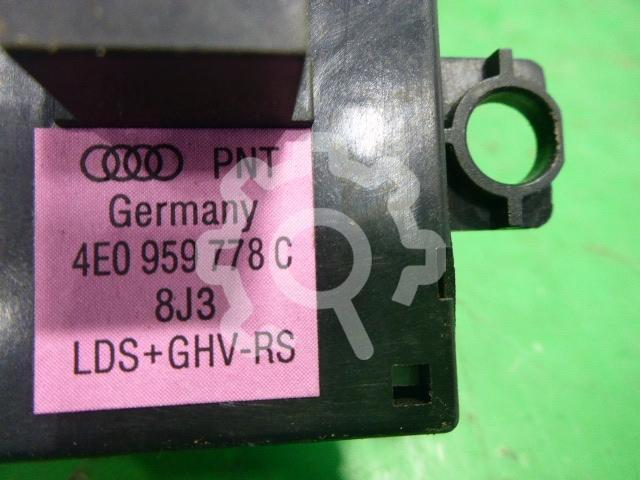 PNT
Germany
4E0 959 778 C
8J3
LDS+GHV-RS